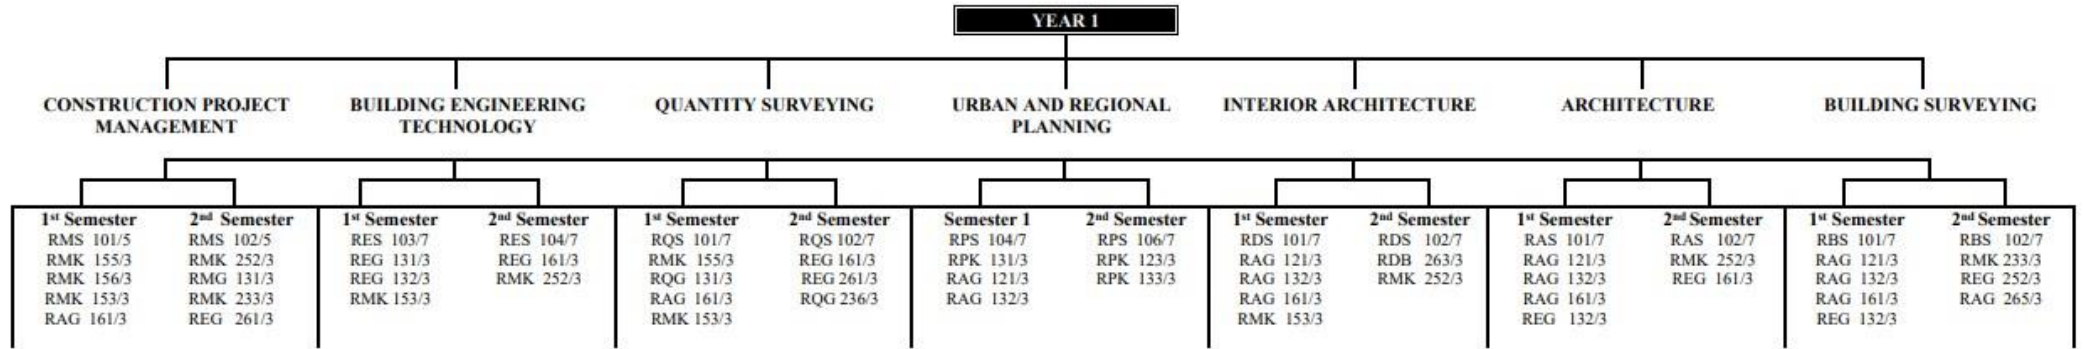 YEAR 1
CONSTRUCTION PROJECT
MANAGEMENT
BUILDING ENGINEERING
TECHNOLOGY
QUANTITY SURVEYING
URBAN AND REGIONAL
PLANNING
INTERIOR ARCHITECTURE
ARCHITECTURE
BUILDING SURVEYING
1st Semester
RMS 101/5
RMK 155/3
RMK 156/3
RMK 153/3
RAG 161/3
2nd Semester
RMS 102/5
RMK 252/3
RMG 131/3
RMK 233/3
REG 261/3
1st Semester
RES 103/7
REG 131/3
REG 132/3
RMK 153/3
2nd Semester
RES 104/7
REG 161/3
RMK 252/3
1st Semester
RQS 101/7
RMK 155/3
RQG 131/3
RAG 161/3
RMK 153/3
2nd Semester
RQS 102/7
REG 161/3
REG 261/3
RQG 236/3
Semester 1
RPS 104/7
RPK 131/3
RAG 121/3
RAG 132/3
2nd Semester
RPS 106/7
RPK 123/3
RPK 133/3
1st Semester
RDS 101/7
RAG 121/3
RAG 132/3
RAG 161/3
RMK 153/3
2nd Semester
RDS 102/7
RDB 263/3
RMK 252/3
1st Semester
RAS 101/7
RAG 121/3
RAG 132/3
RAG 161/3
REG 132/3
2nd Semester
RAS 102/7
RMK 252/3
REG 161/3
1st Semester
RBS 101/7
RAG 121/3
RAG 132/3
RAG 161/3
REG 132/3
2nd Semester
RBS 102/7
RMK 233/3
REG 252/3
RAG 265/3